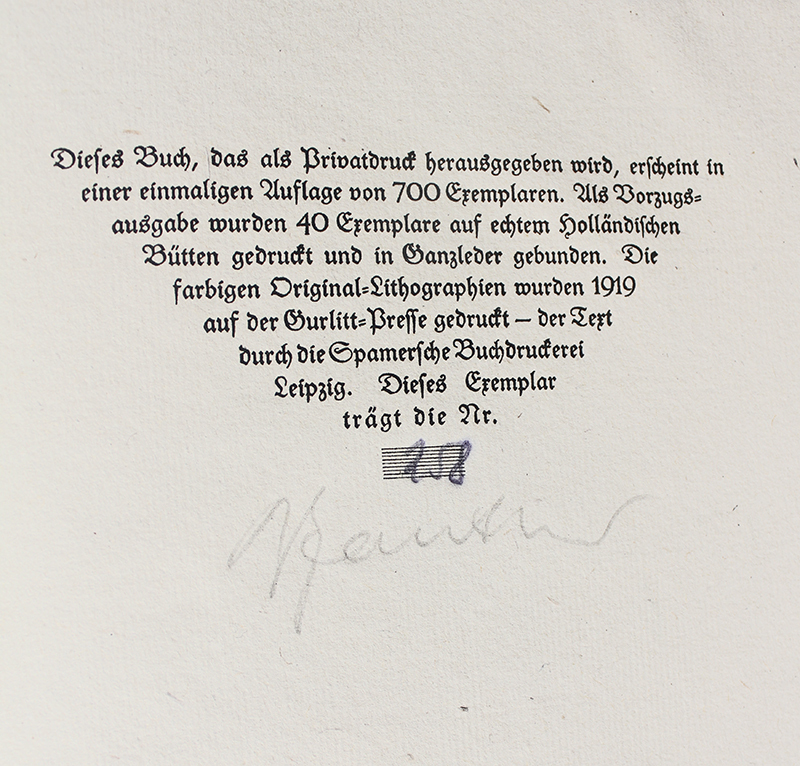 Dieses Buch, das als Privatdruck herausgegeben wird, erscheint in
einer einmaligen Auflage von 700 Exemplaren. Als Vorzugs-
ausgabe wurden 40 Exemplare auf echtem Holländischen
Bütten gedruckt und in Ganzleder gebunden. Die
farbigen Original-Lithographien wurden 1919
auf der Gurlitt-Presse gedruckt — der Text
durch die Spamersche Buchdruckerei
Leipzig. Dieses Exemplar
trägt die Nr.